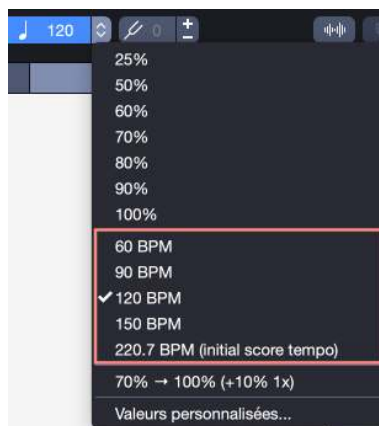 120 0
25%
50%
60%
70%
80%
90%
100%
60 BPM
90 BPM
120 BPM
150 BPM
220.7 BPM (initial score tempo)
70% → 100% (+10% 1x)
Valeurs personnalisées...